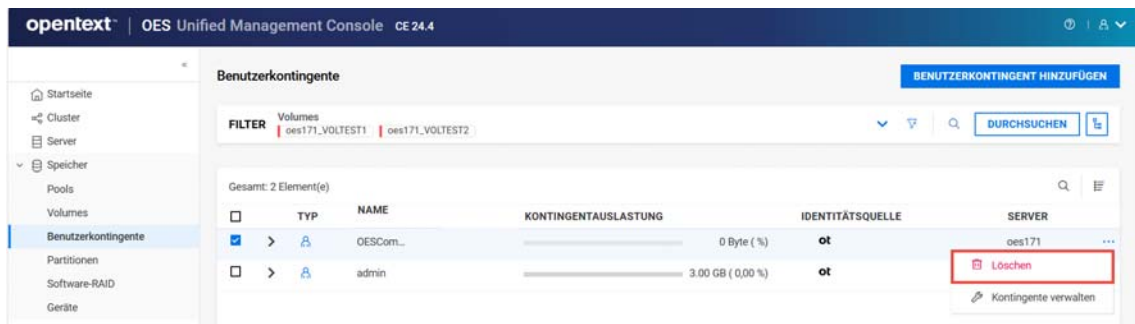 opentext™ | OES Unified Management Console CE 24.4
Benutzerkontingente
BENUTZERKONTINGENT HINZUFÜGEN
Startseite
Cluster
Server
Speicher
Pools
Volumes
Benutzerkontingente
Partitionen
Software-RAID
Geräte
FILTER
Volumes
oes171_VOLTEST1 oes171_VOLTEST2
DURCHSUCHEN
Gesamt: 2 Element(e)
TYP NAME KONTINGENTAUSLASTUNG IDENTITÄTSQUELLE SERVER
OESCom... 0 Byte ( %) ot oes171
admin 3.00 GB ( 0,00 %) ot
Löschen
Kontingente verwalten